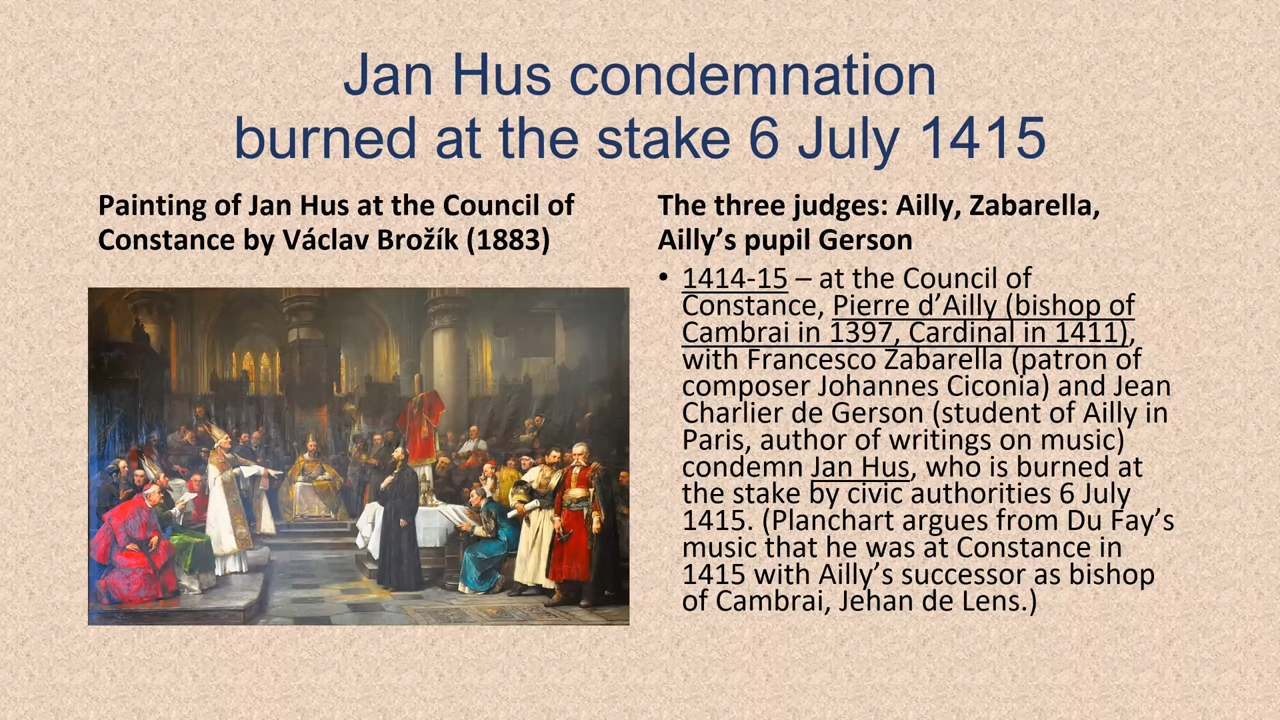 Jan Hus condemnation
burned at the stake 6 July 1415
Painting of Jan Hus at the Council of
Constance by Václav Brožík (1883)
The three judges: Ailly, Zabarella,
Ailly’s pupil Gerson
• 1414-15 – at the Council of
Constance, Pierre d’Ailly (bishop of
Cambrai in 1397, Cardinal in 1411),
with Francesco Zabarella (patron of
composer Johannes Ciconia) and Jean
Charlier de Gerson (student of Ailly in
Paris, author of writings on music)
condemn Jan Hus, who is burned at
the stake by civic authorities 6 July
1415. (Planchart argues from Du Fay’s
music that he was at Constance in
1415 with Ailly’s successor as bishop
of Cambrai, Jehan de Lens.)